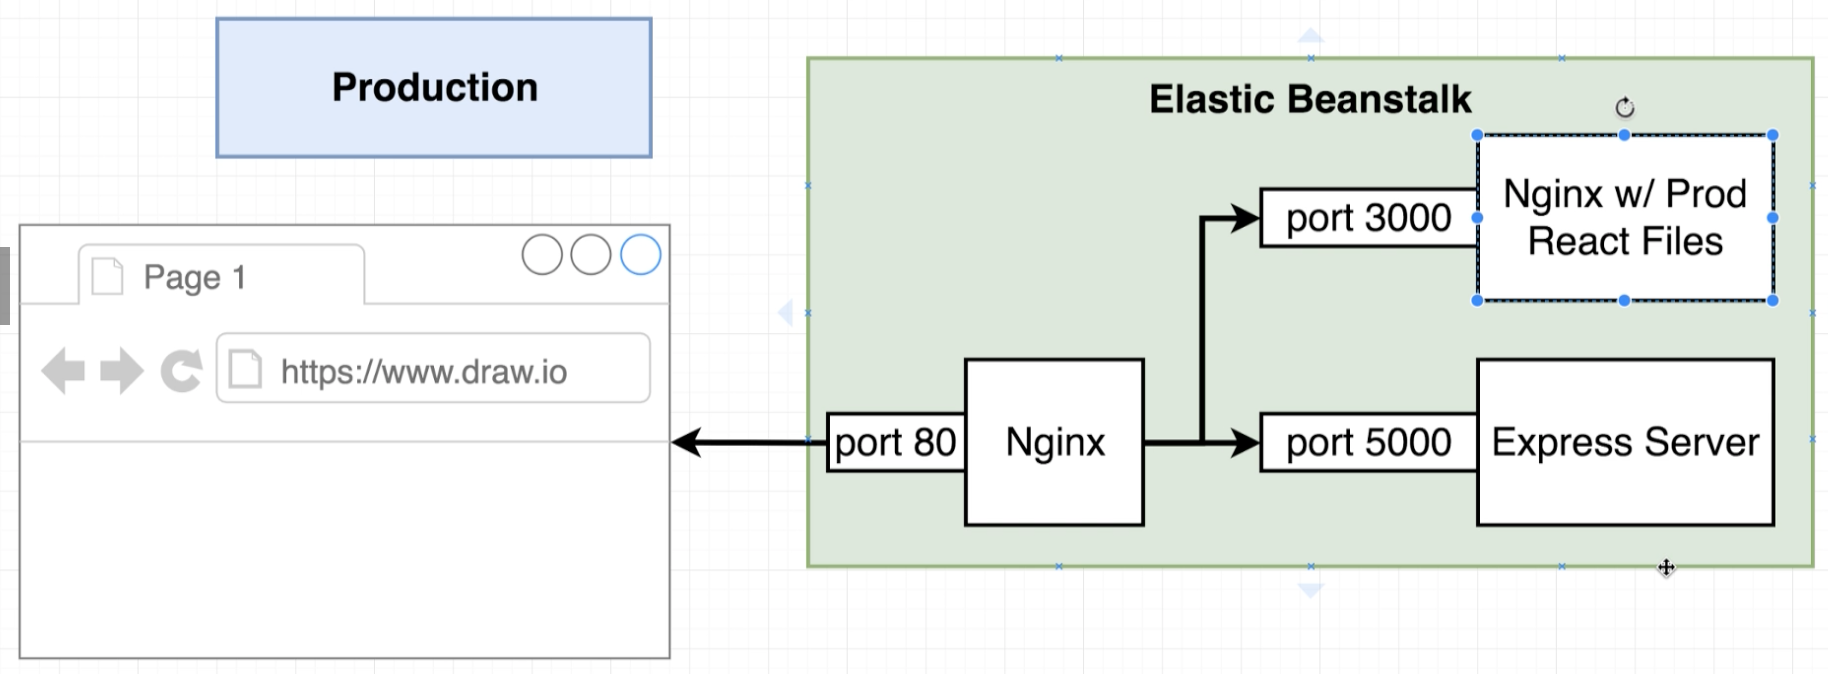 Production
Elastic Beanstalk
Nginx w/ Prod
React Files
port 3000
Page 1
https://www.draw.io
port 80
Nginx
port 5000
Express Server